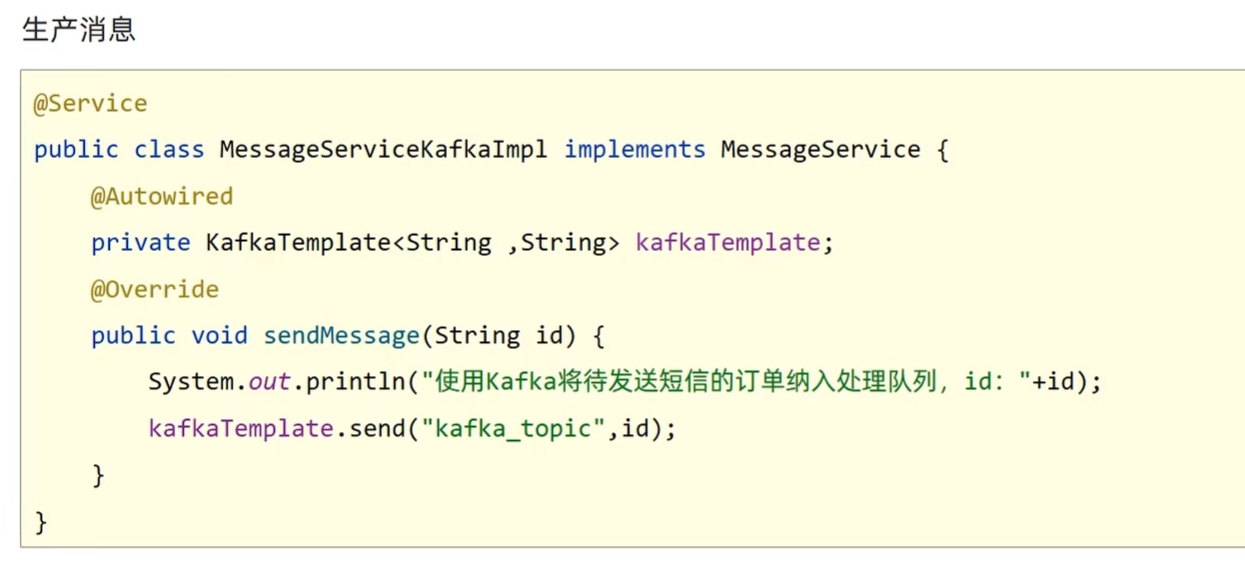 生产消息
@Service
public class MessageServiceKafkaImpl implements MessageService {
    @Autowired
    private KafkaTemplate<String ,String> kafkaTemplate;
    @Override
    public void sendMessage(String id) {
        System.out.println("使用Kafka将待发送短信的订单纳入处理队列，id："+id);
        kafkaTemplate.send("kafka_topic",id);
    }
}